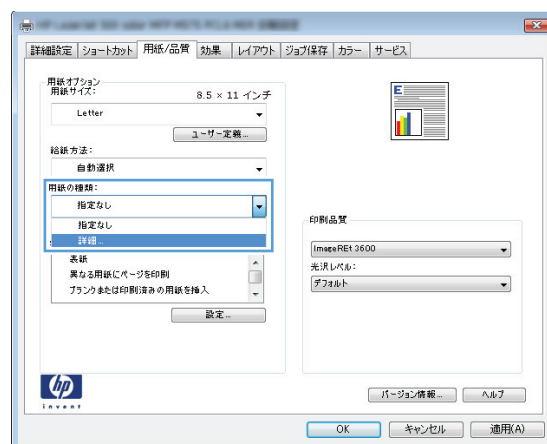 詳細設定 ショートカット 用紙/品質 効果 レイアウト ジョブ保存 カラー サービス
用紙オプション
用紙サイズ: 8.5 × 11 インチ
Letter
ユーザー定義...
給紙方法:
自動選択
用紙の種類:
指定なし
指定なし
詳細...
表紙
異なる用紙にページを印刷
ブランクまたは印刷済みの用紙を挿入
設定...
E
印刷品質
ImageREt 3600
光沢レベル:
デフォルト
hp
invent
バージョン情報... ヘルプ
OK キャンセル 適用(A)